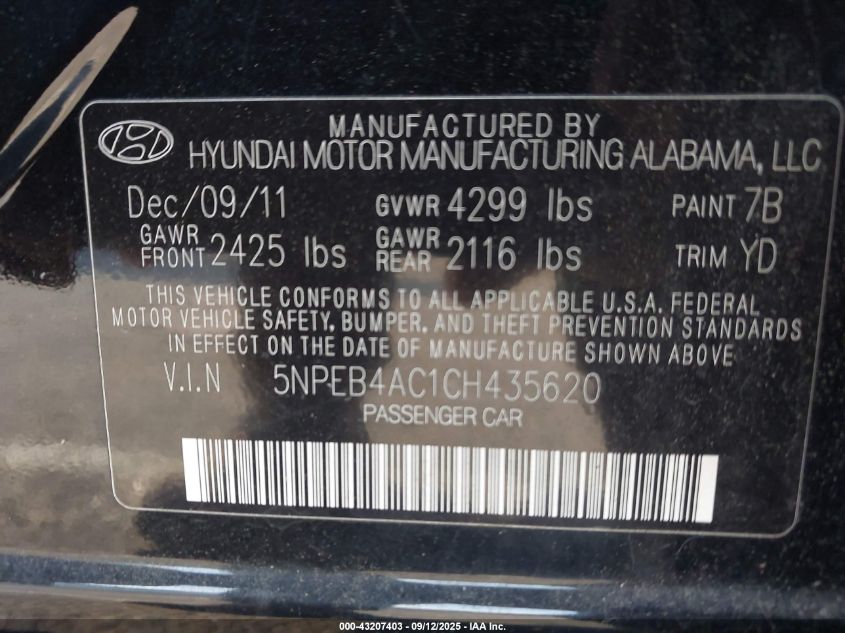 MANUFACTURED BY
HYUNDAI MOTOR MANUFACTURING ALABAMA, LLC
Dec/09/11 GVWR 4299 lbs PAINT 7B
GAWR FRONT 2425 lbs GAWR REAR 2116 lbs TRIM YD
THIS VEHICLE CONFORMS TO ALL APPLICABLE U.S.A. FEDERAL
MOTOR VEHICLE SAFETY, BUMPER, AND THEFT PREVENTION STANDARDS
IN EFFECT ON THE DATE OF MANUFACTURE SHOWN ABOVE.
V.I.N 5NPEB4AC1CH435620
PASSENGER CAR
000-43207403 - 09/12/2025 - IAA Inc.